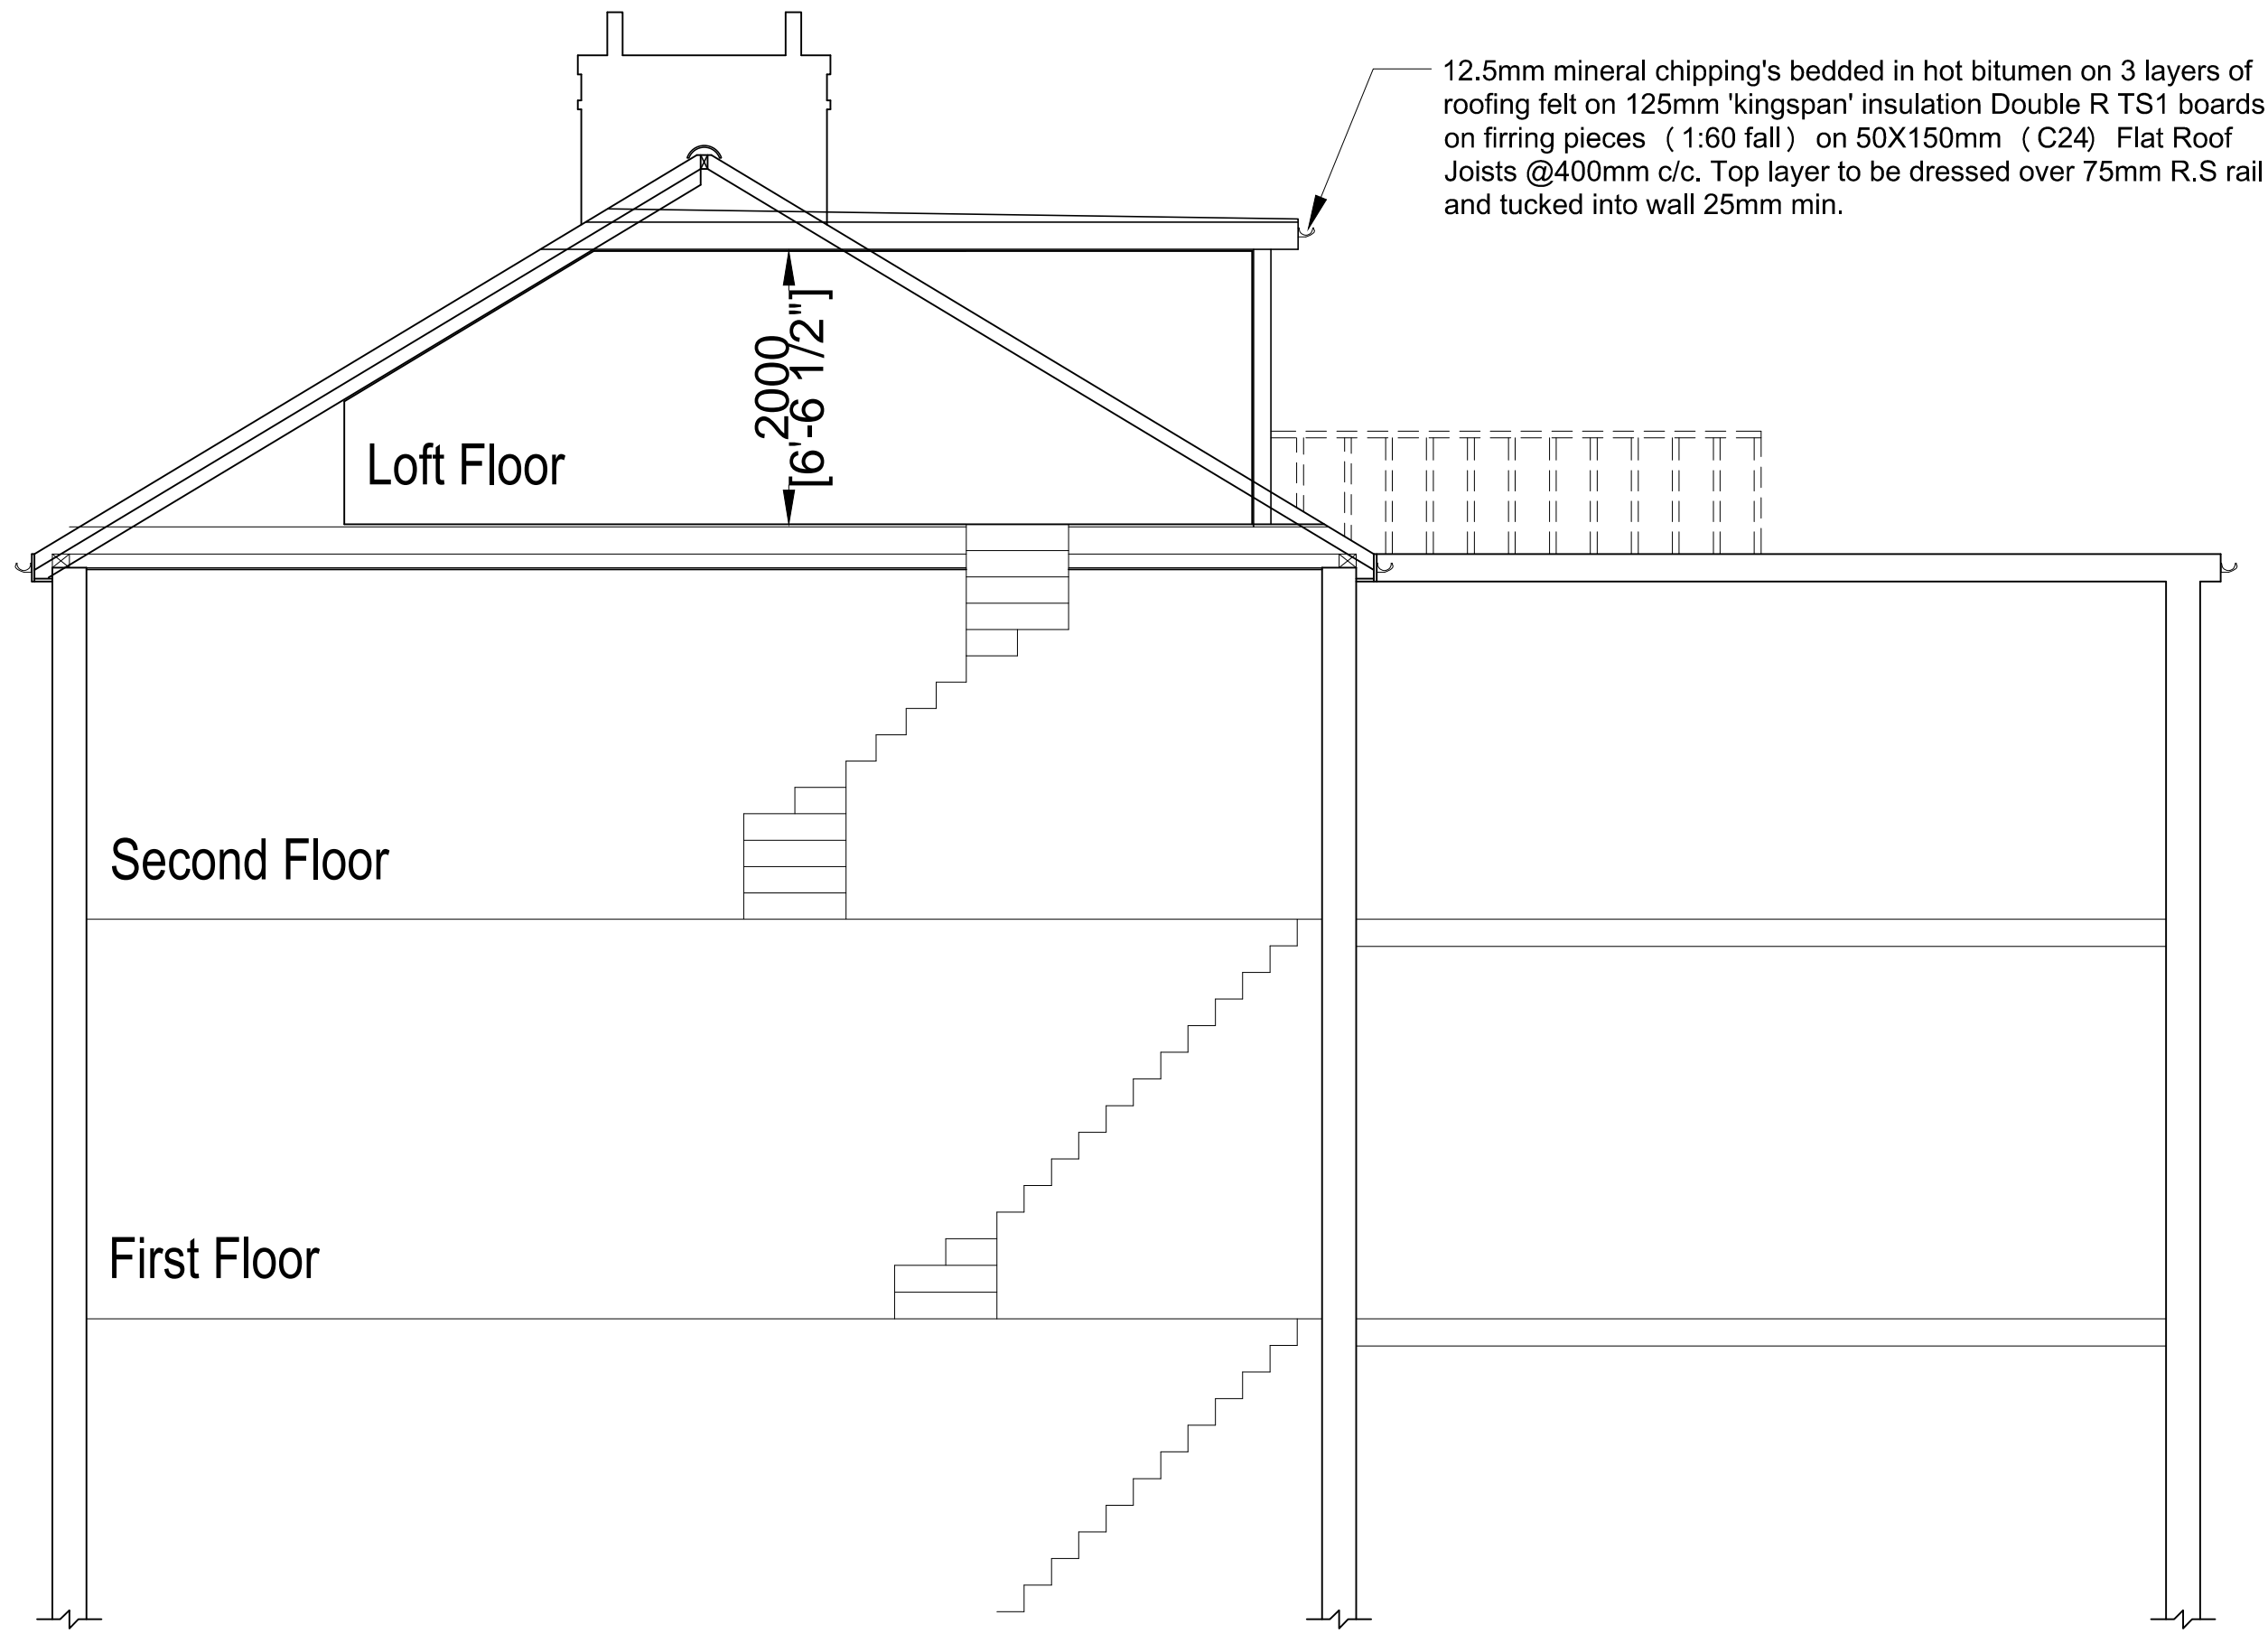 12.5mm mineral chipping's bedded in hot bitumen on 3 layers of
roofing felt on 125mm 'kingspan' insulation Double R TS1 boards
on firring pieces（1:60 fall） on 50X150mm （C24） Flat Roof
Joists @400mm c/c. Top layer to be dressed over 75mm R.S rail
and tucked into wall 25mm min.
2000
[6'-6 1/2"]
Loft Floor
Second Floor
First Floor